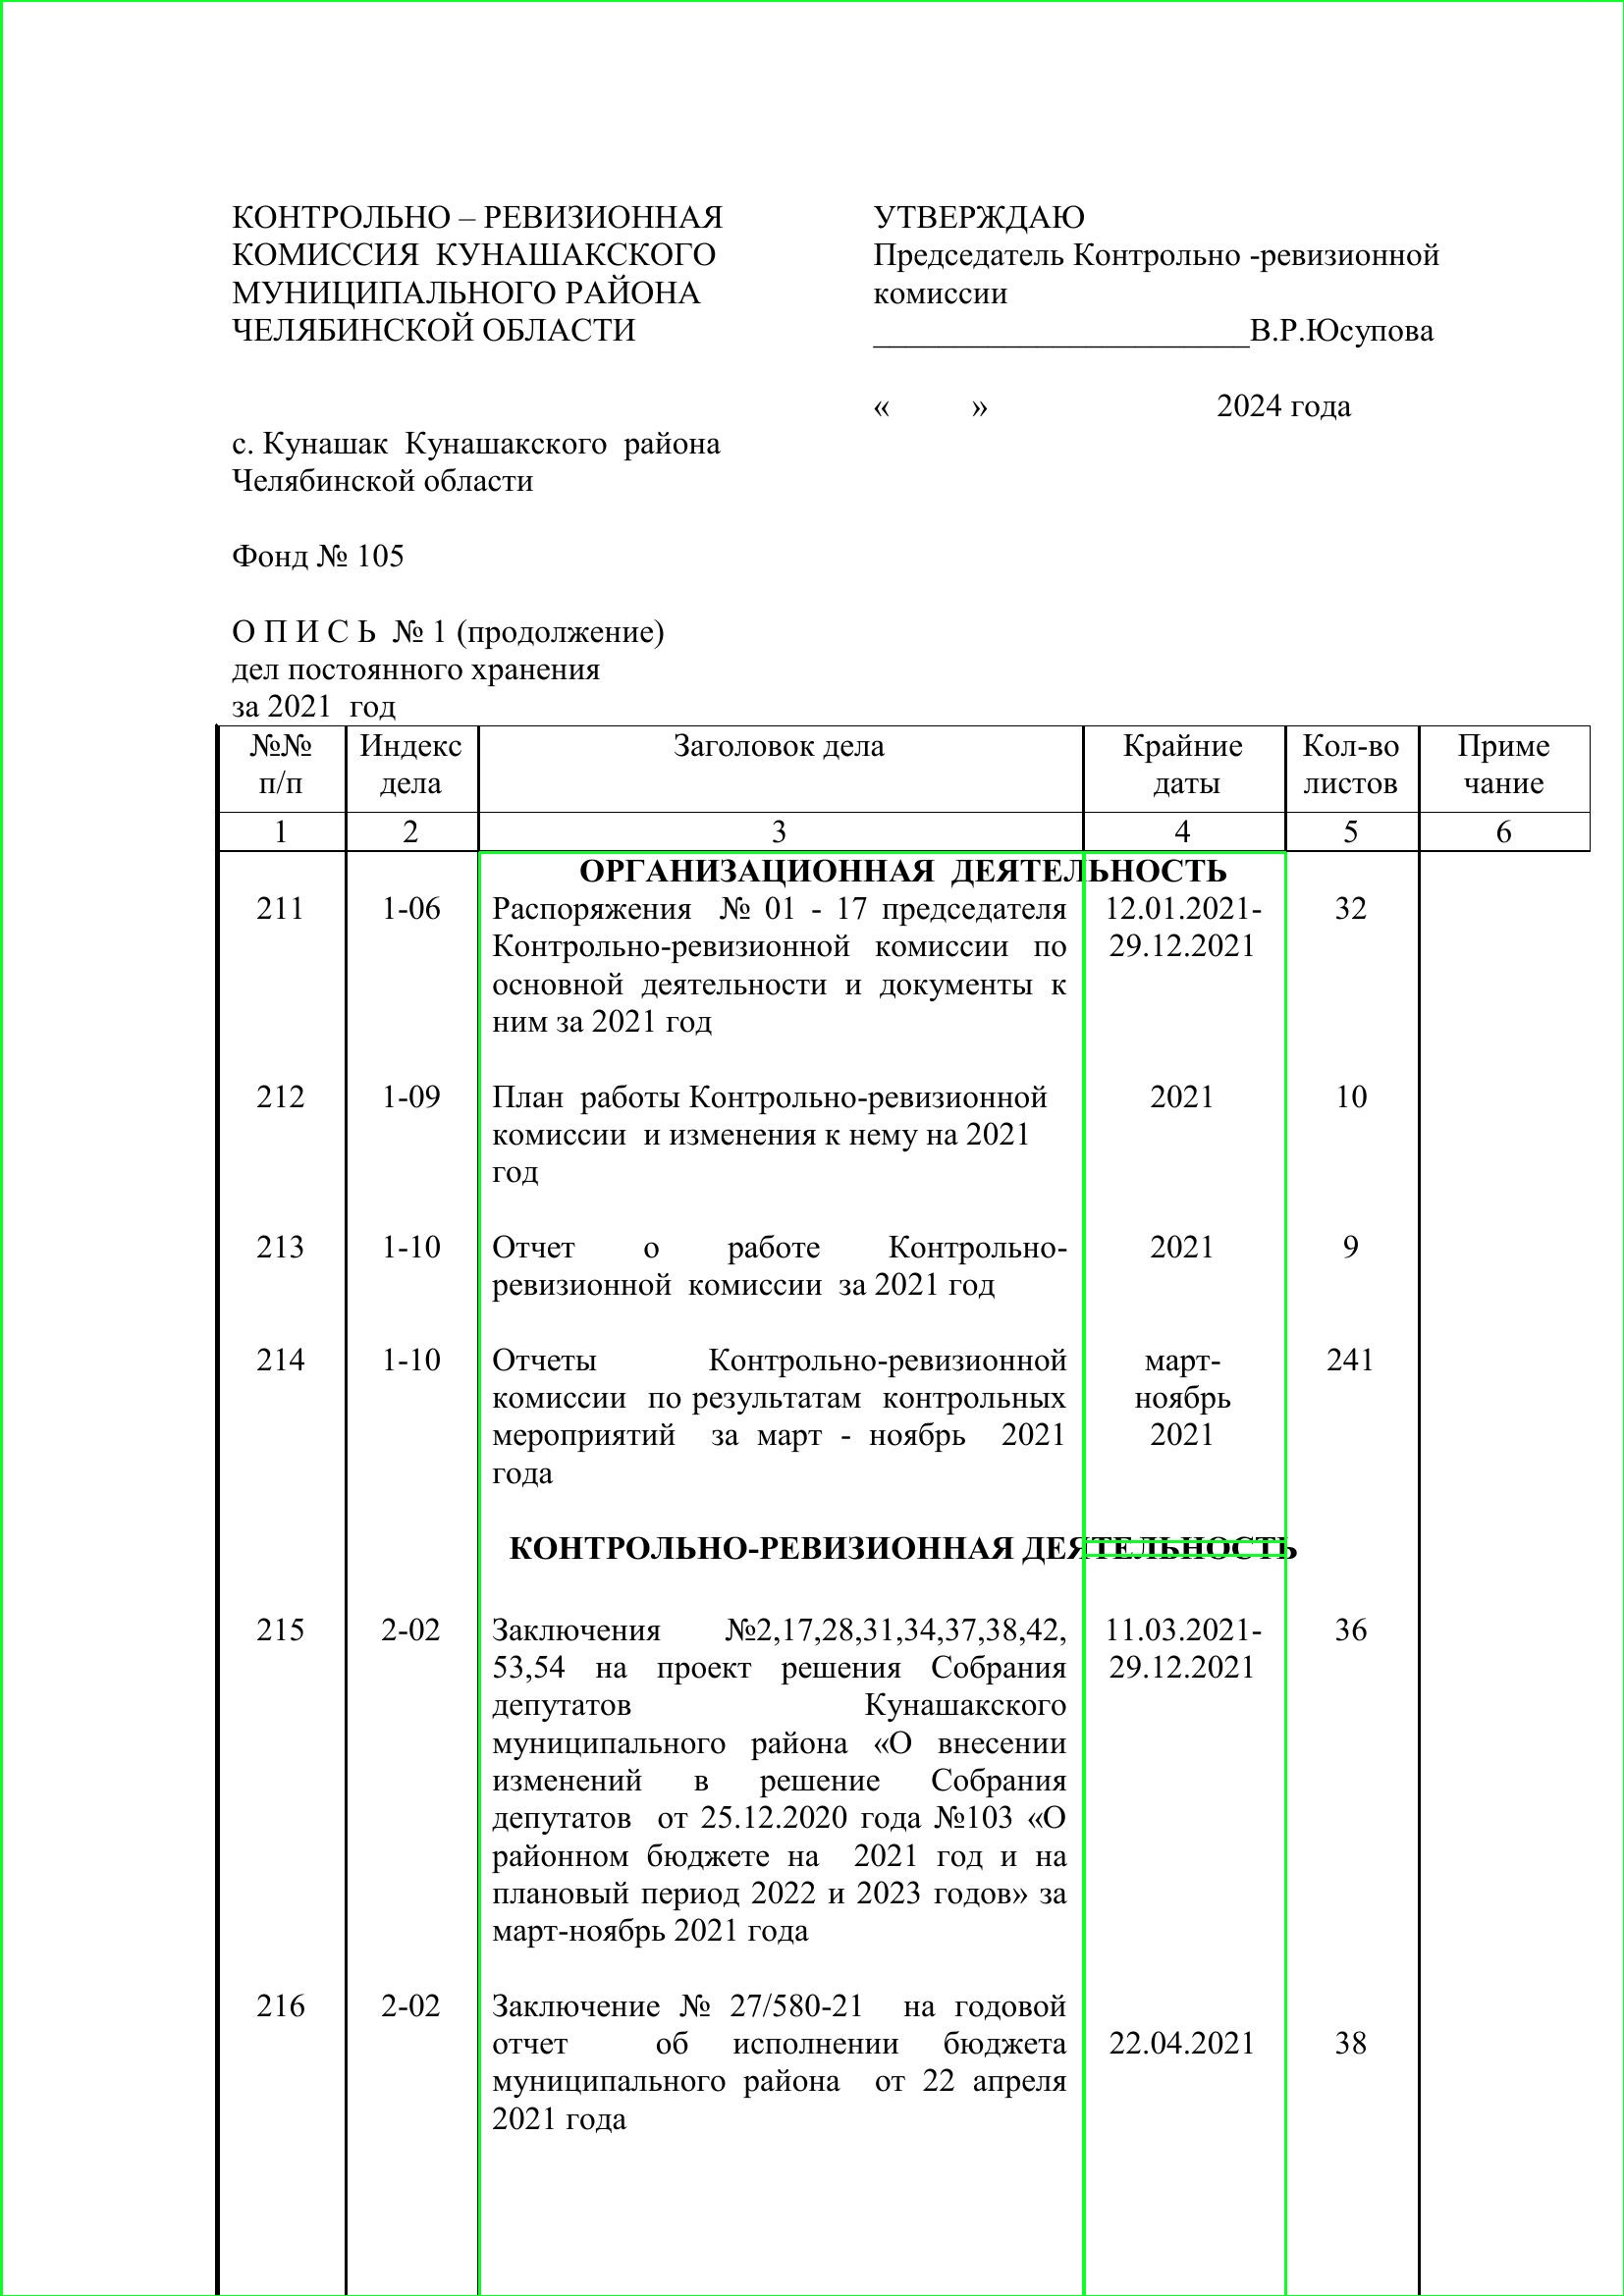 КОНТРОЛЬНО – РЕВИЗИОННАЯ
КОМИССИЯ КУНАШАКСКОГО
МУНИЦИПАЛЬНОГО РАЙОНА
ЧЕЛЯБИНСКОЙ ОБЛАСТИ
с. Кунашак Кунашакского района
Челябинской области
Фонд № 105
УТВЕРЖДАЮ
Председатель Контрольно -ревизионной
комиссии
_______________________В.Р.Юсупова
« » 2024 года
О П И С Ь № 1 (продолжение)
дел постоянного хранения
за 2021 год
№№ Индекс Заголовок дела Крайние Кол-во Приме
п/п дела даты листов чание
1 2 3 4 5 6
ОРГАНИЗАЦИОННАЯ ДЕЯТЕЛЬНОСТЬ
211 1-06 Распоряжения № 01 - 17 председателя 12.01.2021- 32
Контрольно-ревизионной комиссии по 29.12.2021
основной деятельности и документы к
ним за 2021 год
212 1-09 План работы Контрольно-ревизионной 2021 10
комиссии и изменения к нему на 2021
год
213 1-10 Отчет о работе Контрольно- 2021 9
ревизионной комиссии за 2021 год
214 1-10 Отчеты Контрольно-ревизионной март- 241
комиссии по результатам контрольных ноябрь
мероприятий за март - ноябрь 2021 2021
года
КОНТРОЛЬНО-РЕВИЗИОННАЯ ДЕЯТЕЛЬНОСТЬ
215 2-02 Заключения №2,17,28,31,34,37,38,42, 11.03.2021- 36
53,54 на проект решения Собрания 29.12.2021
депутатов Кунашакского
муниципального района «О внесении
изменений в решение Собрания
депутатов от 25.12.2020 года №103 «О
районном бюджете на 2021 год и на
плановый период 2022 и 2023 годов» за
март-ноябрь 2021 года
216 2-02 Заключение № 27/580-21 на годовой
отчет об исполнении бюджета 22.04.2021 38
муниципального района от 22 апреля
2021 года